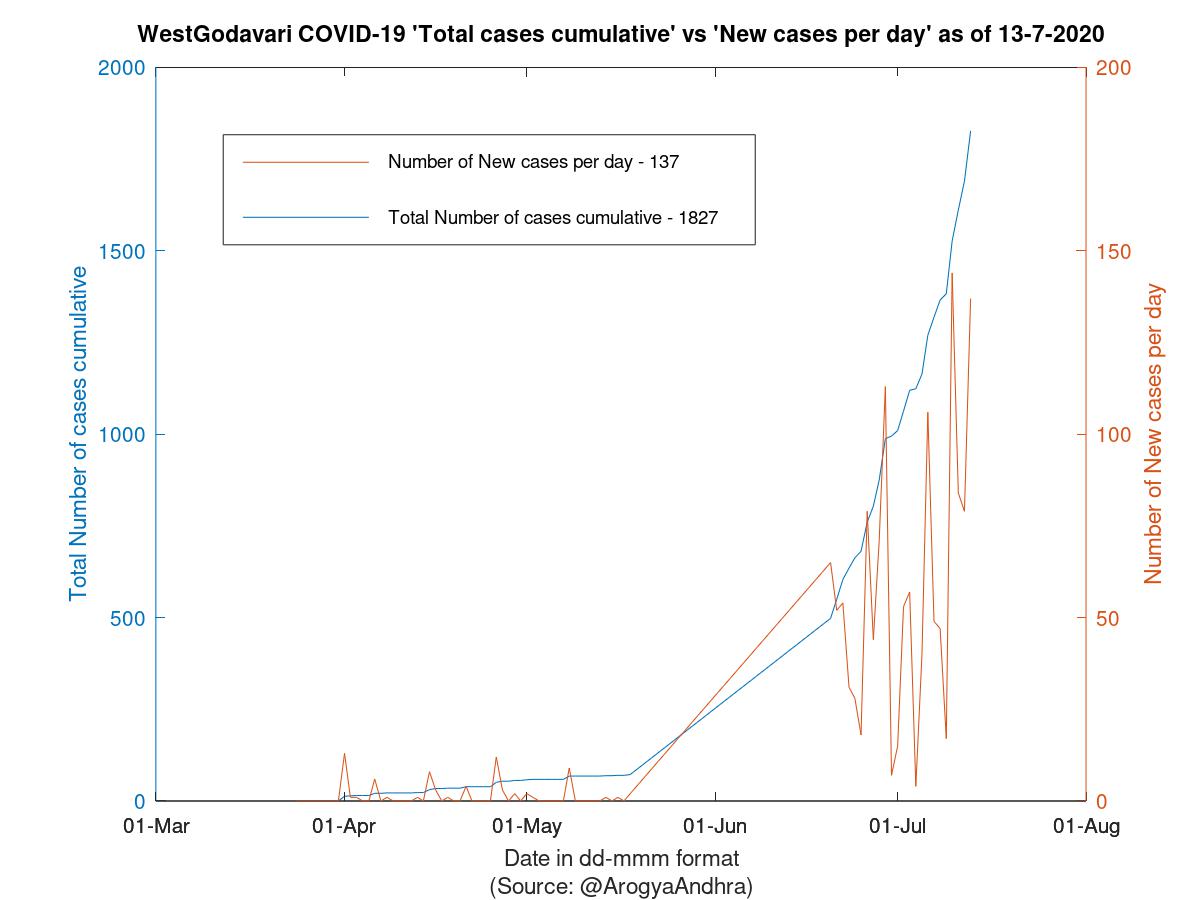 WestGodavari COVID-19 'Total cases cumulative' vs 'New cases per day' as of 13-7-2020
2000
200
Number of New cases per day - 137
Total Number of cases cumulative - 1827
1500
150
Total Number of cases cumulative
Number of New cases per day
1000
100
500
50
0
0
01-Mar 01-Apr 01-May 01-Jun 01-Jul 01-Aug
Date in dd-mmm format
(Source: @ArogyaAndhra)